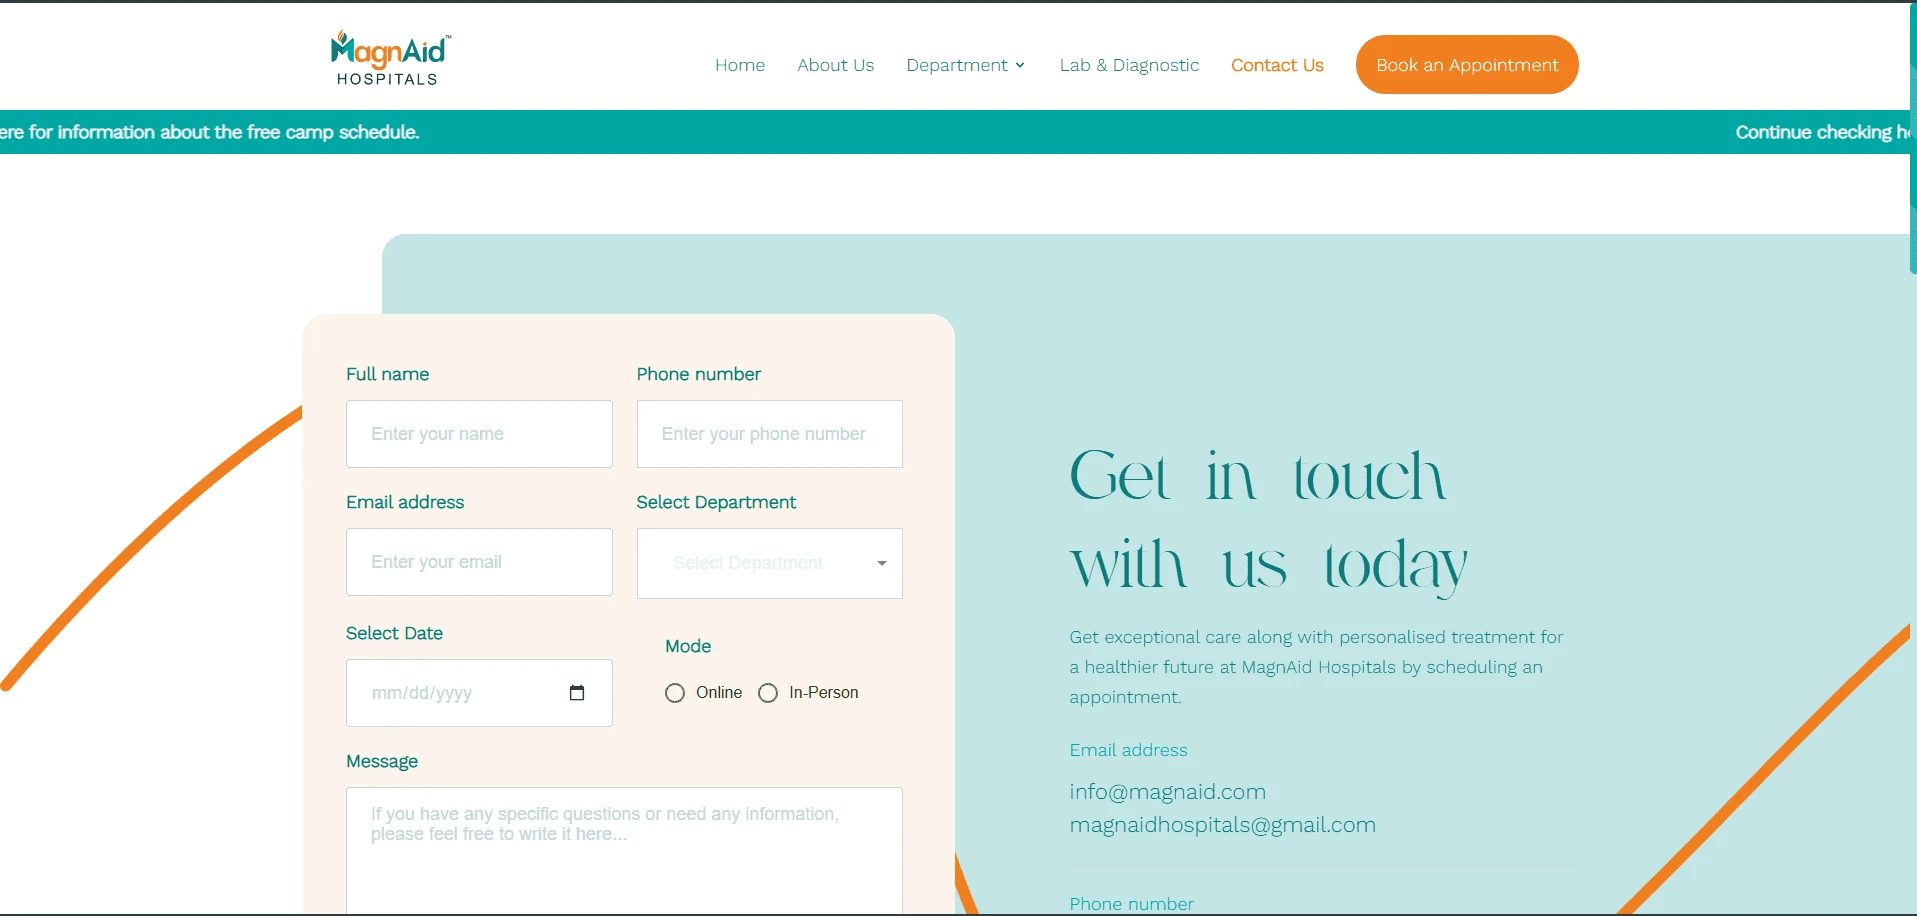 MagnAid™
HOSPITALS
Home
About Us
Department
Lab & Diagnostic
Contact Us
Book an Appointment
ere for information about the free camp schedule.
Continue checking he
Full name
Enter your name
Phone number
Enter your phone number
Email address
Enter your email
Select Department
Select Department
Select Date
mm/dd/yyyy
Mode
Online
In-Person
Message
If you have any specific questions or need any information,
please feel free to write it here...
Get in touch
with us today
Get exceptional care along with personalised treatment for
a healthier future at MagnAid Hospitals by scheduling an
appointment.
Email address
info@magnaid.com
magnaidhospitals@gmail.com
Phone number